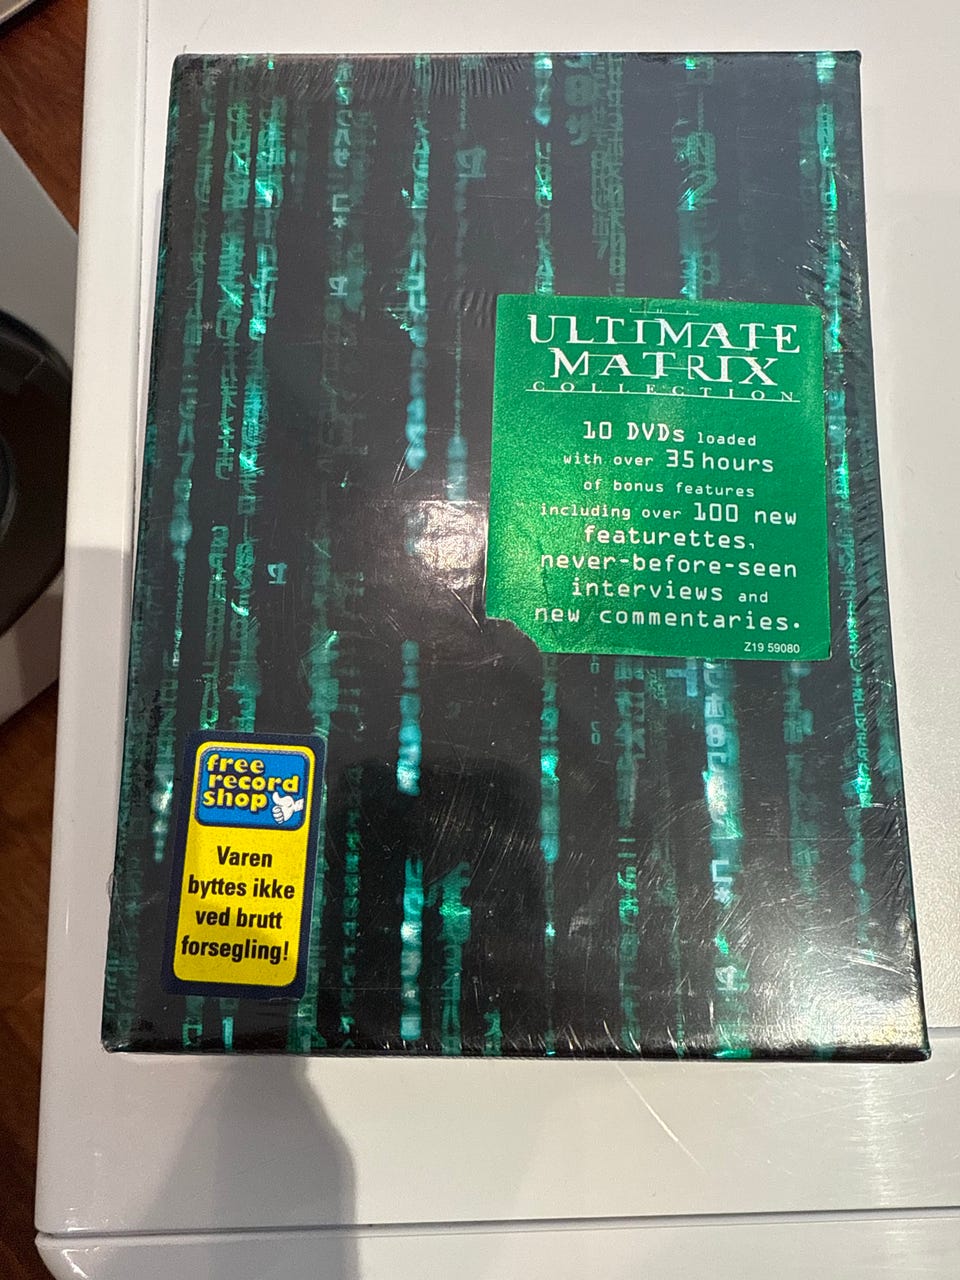 ULTIMATE
MATRIX
COLLECTION
10 DVDs loaded
with over 35 hours
of bonus features
including over 100 new
featurettes,
never-before-seen
interviews and
new commentaries.
Z19 59080
free
record
shop
Varen
byttes ikke
ved brutt
forsegling!